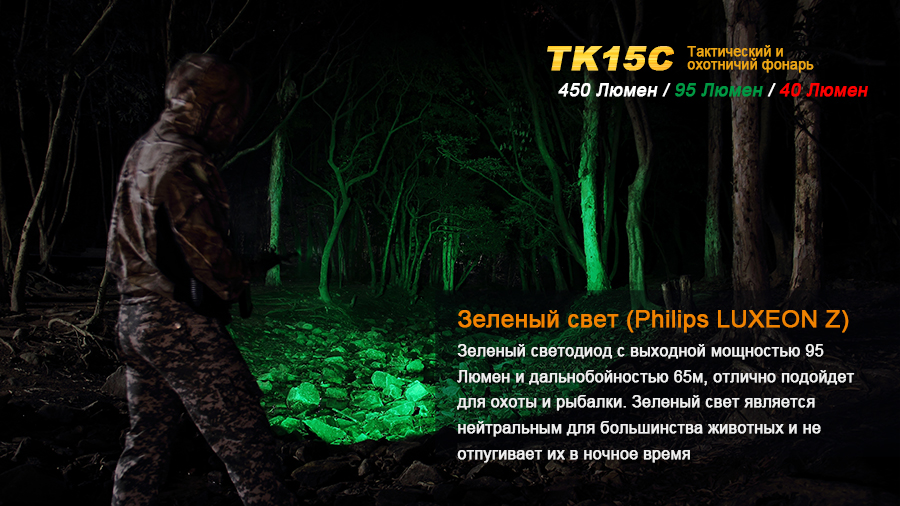 TK15C
Тактический и
охотничий фонарь
450 Люмен / 95 Люмен / 40 Люмен
Зеленый свет (Philips LUXEON Z)
Зеленый светодиод с выходной мощностью 95
Люмен и дальнобойностью 65м, отлично подойдет
для охоты и рыбалки. Зеленый свет является
нейтральным для большинства животных и не
отпугивает их в ночное время